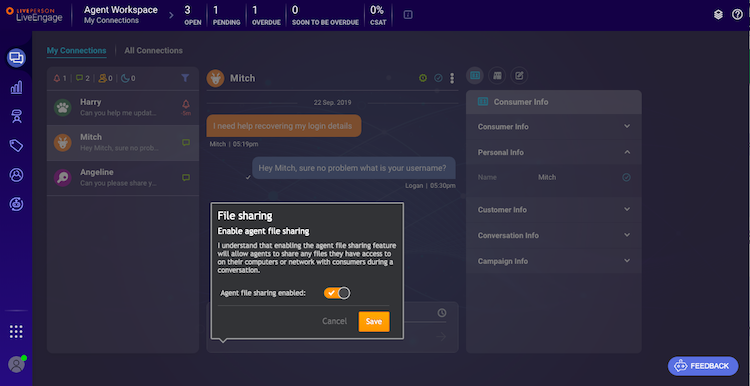 LIVEPERSON
LiveEngage
Agent Workspace
My Connections
3
OPEN
1
PENDING
1
OVERDUE
0
SOON TO BE OVERDUE
0%
CSAT
My Connections | All Connections
1 | 2 | 0 | 0
Harry
Can you help me updat...
Mitch
Hey Mitch, sure no prob...
Angeline
Can you please share y...
Mitch
22 Sep. 2019
I need help recovering my login details
Mitch | 05:19pm
Hey Mitch, sure no problem what is your username?
Logan | 05:30pm
File sharing
Enable agent file sharing
I understand that enabling the agent file sharing feature
will allow agents to share any files they have access to
on their computers or network with consumers during a
conversation.
Agent file sharing enabled:
Cancel
Save
Consumer Info
Consumer Info
Personal Info
Name Mitch
Customer Info
Conversation Info
Campaign Info
FEEDBACK